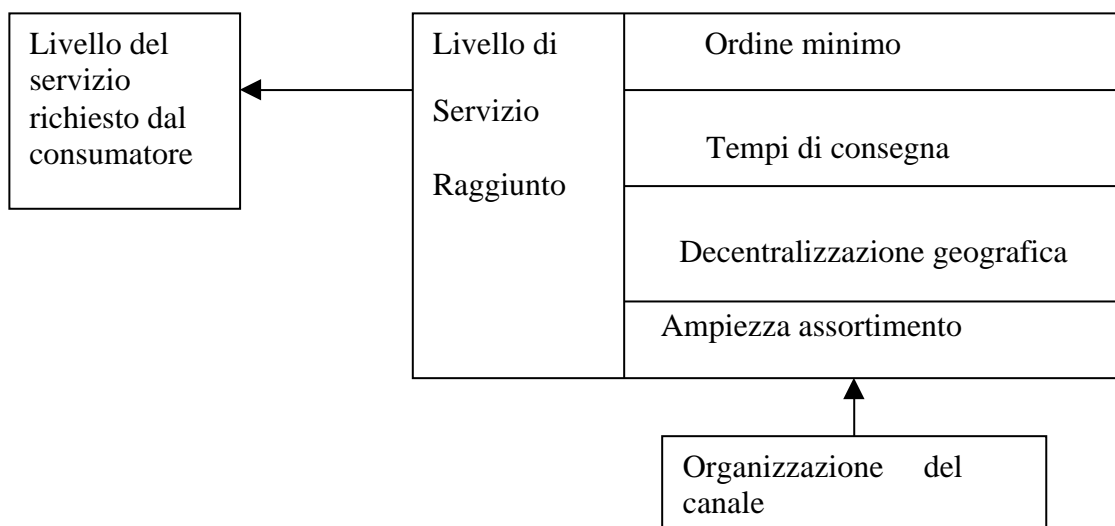 Livello del
servizio
richiesto dal
consumatore
Livello di
Servizio
Raggiunto
Ordine minimo
Tempi di consegna
Decentralizzazione geografica
Ampiezza assortimento
Organizzazione del
canale